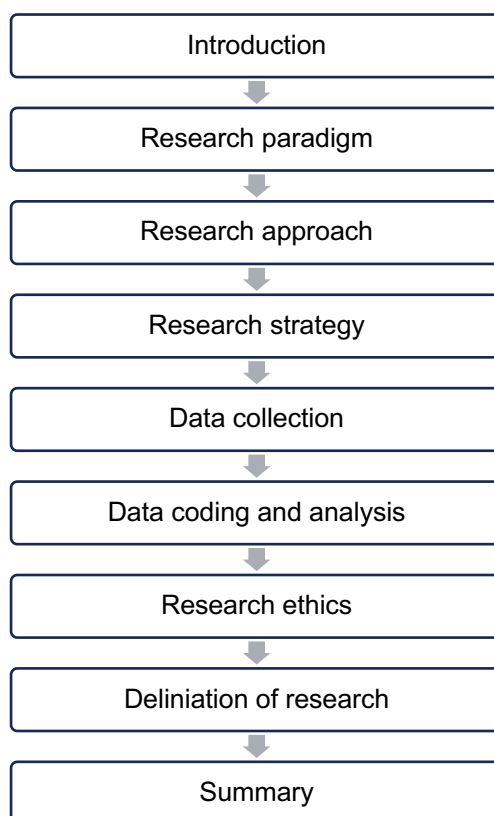 Introduction
Research paradigm
Research approach
Research strategy
Data collection
Data coding and analysis
Research ethics
Deliniation of research
Summary